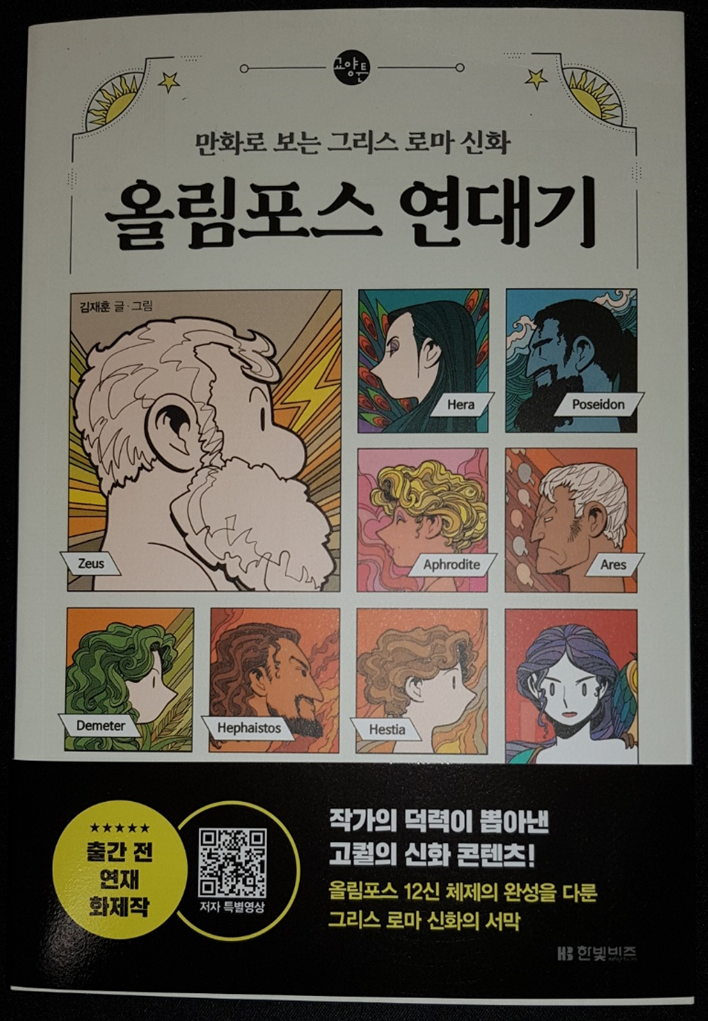 교양툰
만화로 보는 그리스 로마 신화
올림포스 연대기
김재훈 글·그림
Zeus
Hera
Poseidon
Aphrodite
Ares
Demeter
Hephaistos
Hestia
★★★★★
출간 전
연재
화제작
저자 특별영상
작가의 덕력이 뽑아낸
고퀄의 신화 콘텐츠!
올림포스 12신 체제의 완성을 다룬
그리스 로마 신화의 서막
HB 한빛비즈